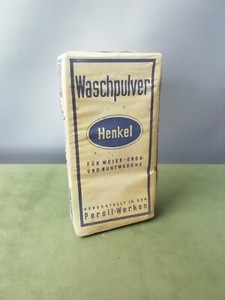 Waschpulver
Henkel
FÜR WEISS-GROB-
UND BUNTWÄSCHE
HERGESTELLT IN DEN
Persil-Werken